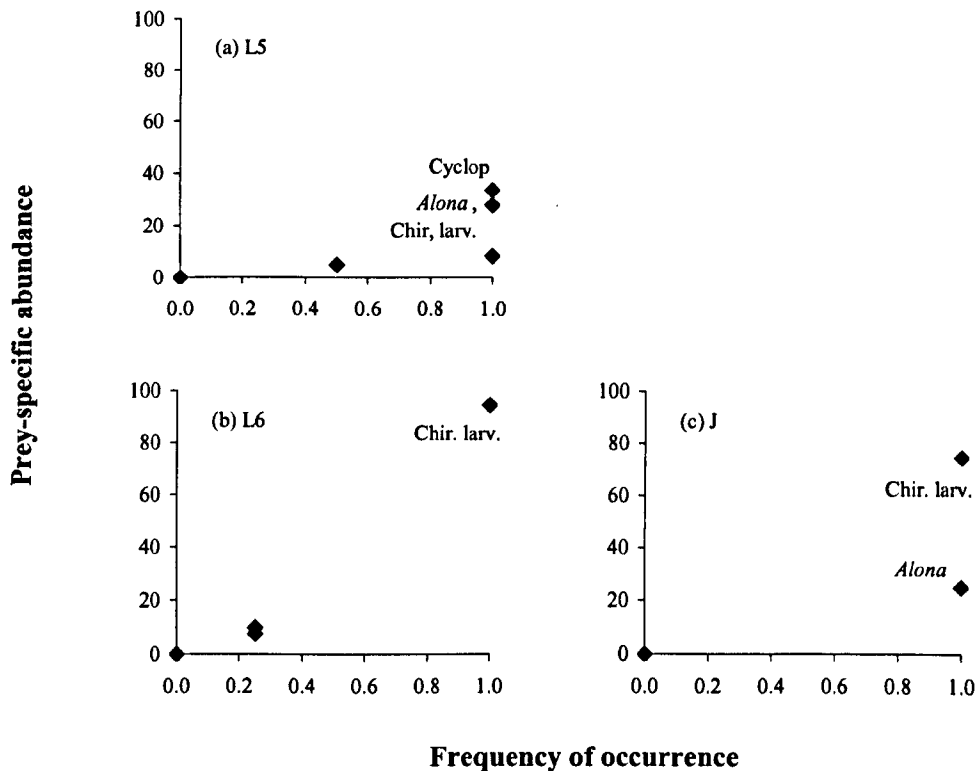 Prey-specific abundance
(a) L5
100
80
60
40
20
0
Cyclop
Alona ,
Chir, larv.
0.0 0.2 0.4 0.6 0.8 1.0
(b) L6
100
80
60
40
20
0
Chir. larv.
0.0 0.2 0.4 0.6 0.8 1.0
(c) J
100
80
60
40
20
0
Chir. larv.
Alona
0.0 0.2 0.4 0.6 0.8 1.0
Frequency of occurrence